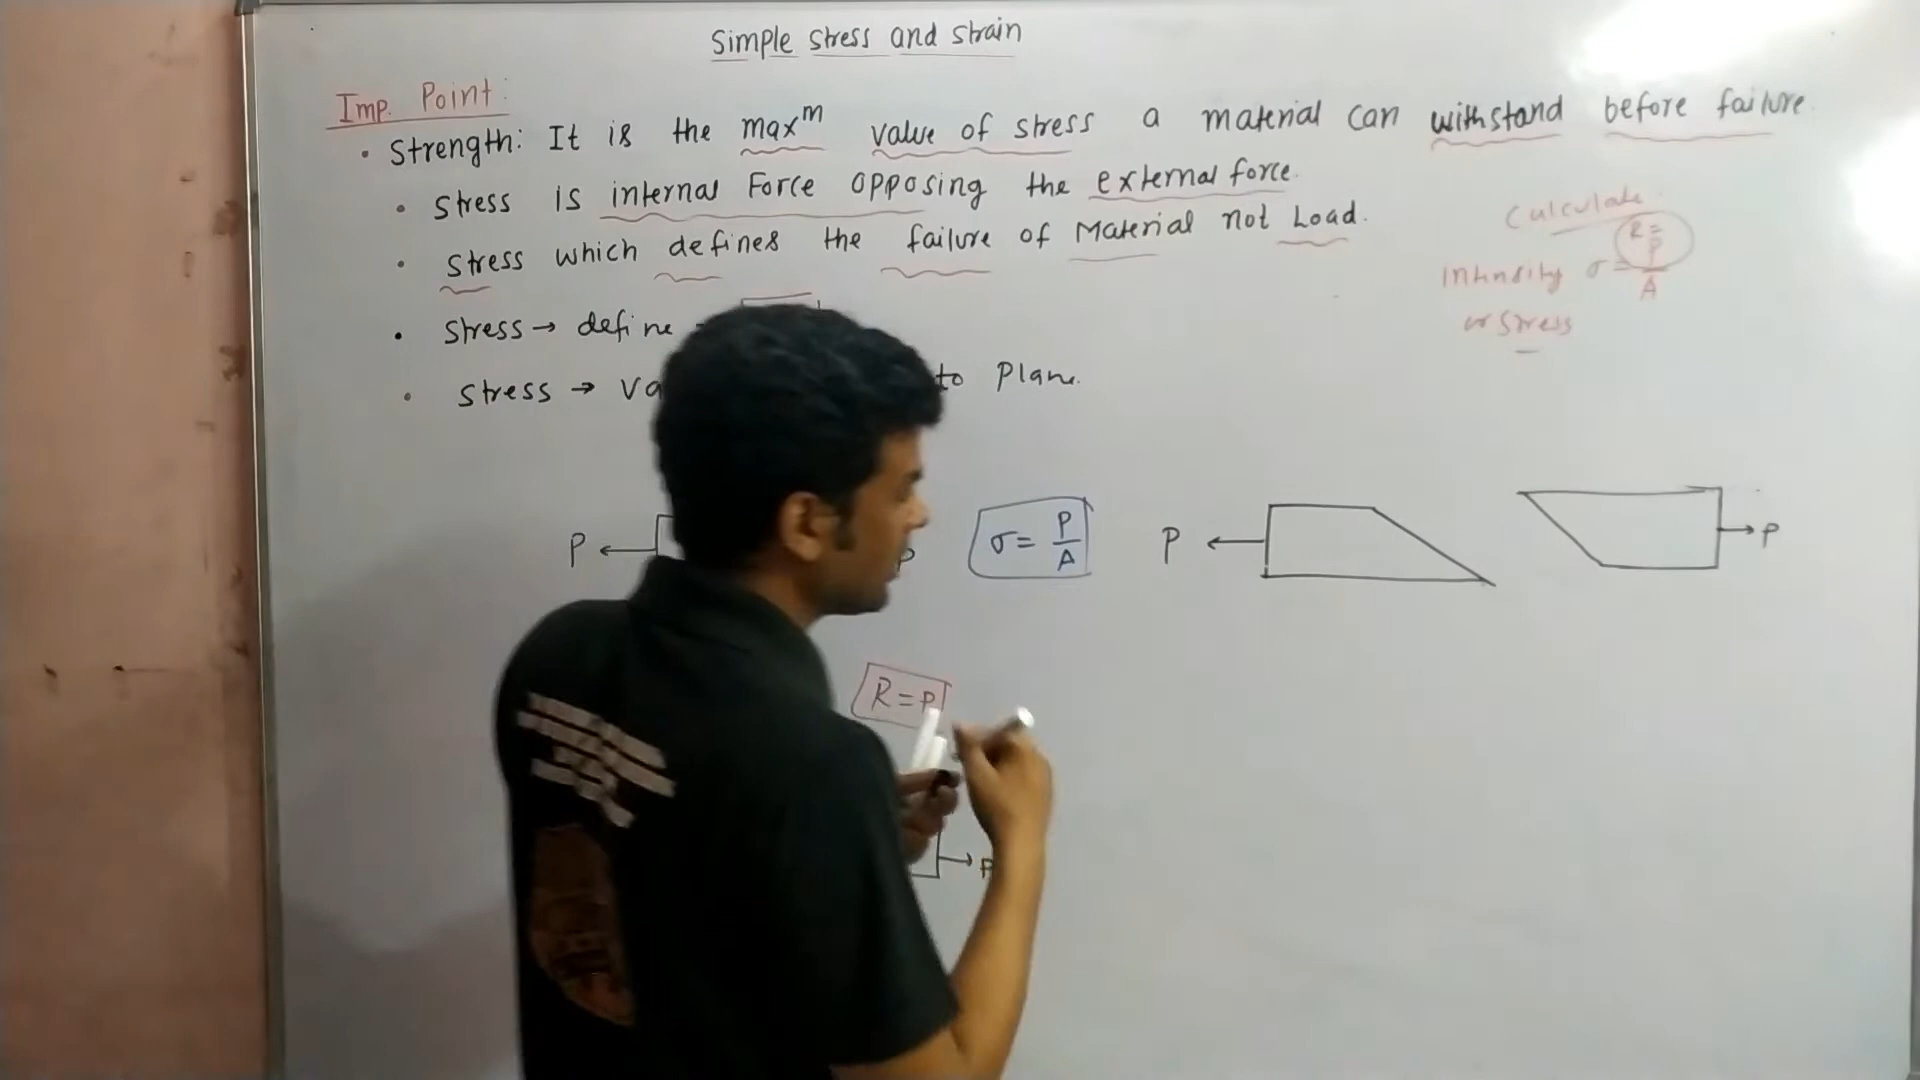 Simple stress and strain
Imp. Point:
• Strength: It is the maxᵐ value of stress a material can withstand before failure.
• Stress is internal Force opposing the external force.
• Stress which defines the failure of Material not Load.
• Stress → define
• Stress → Va to Plane.
Calculate
R =
Intensity σ = P/A
or stress
P P σ = P/A P P
R = P
P